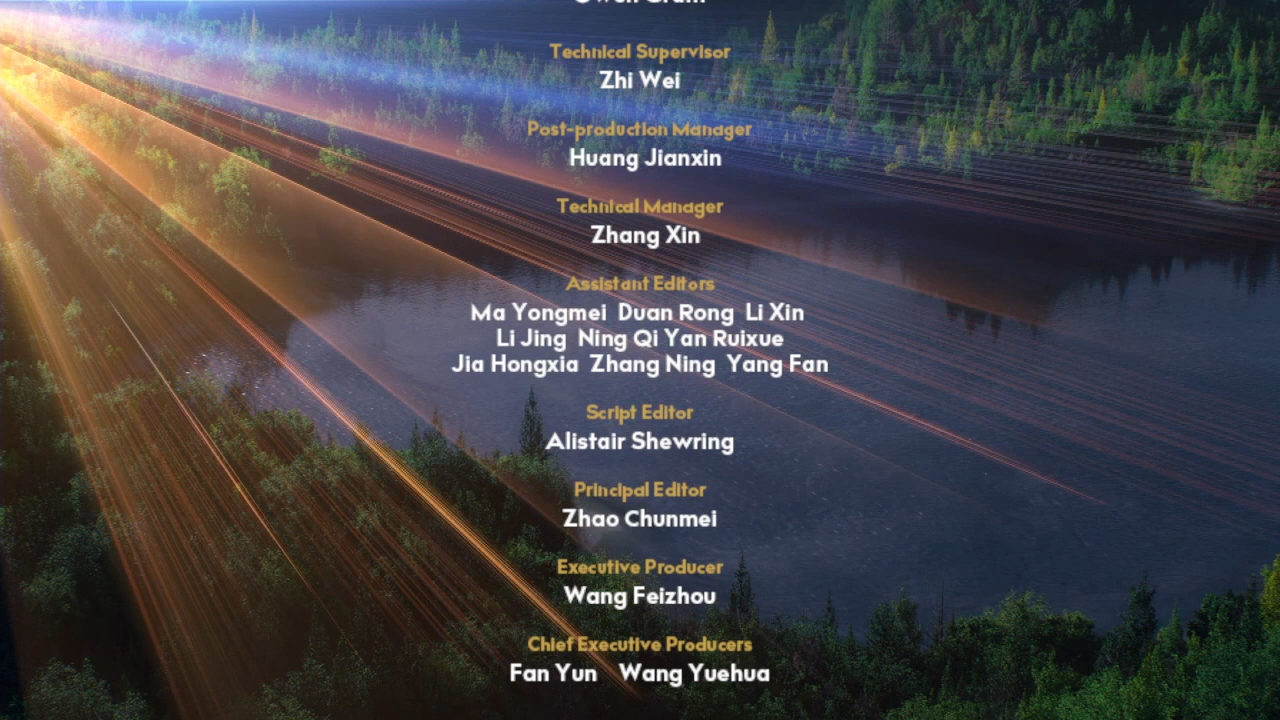 Technical Supervisor
Zhi Wei
Post-production Manager
Huang Jianxin
Technical Manager
Zhang Xin
Assistant Editors
Ma Yongmei Duan Rong Li Xin
Li Jing Ning Qi Yan Ruixue
Jia Hongxia Zhang Ning Yang Fan
Script Editor
Alistair Shewring
Principal Editor
Zhao Chunmei
Executive Producer
Wang Feizhou
Chief Executive Producers
Fan Yun Wang Yuehua